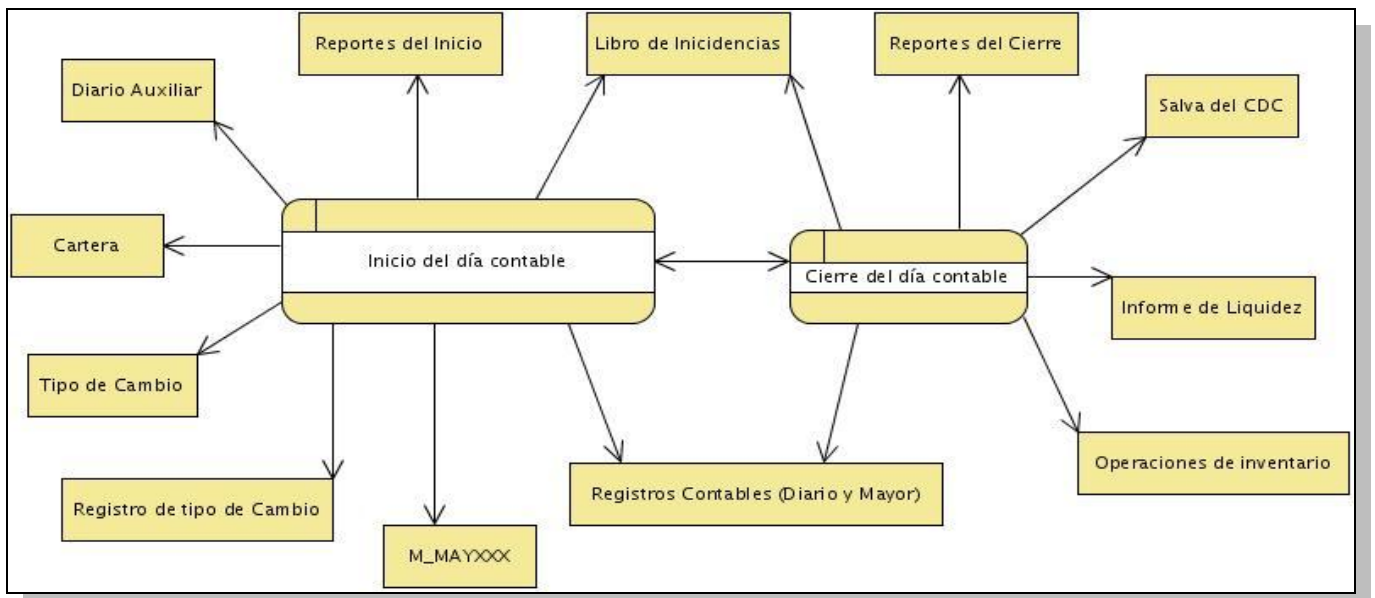 Reportes del Inicio
Libro de Inicidencias
Reportes del Cierre
Diario Auxiliar
Salva del CDC
Cartera
Inicio del día contable
Cierre del día contable
Informe de Liquidez
Tipo de Cambio
Operaciones de inventario
Registros Contables (Diario y Mayor)
Registro de tipo de Cambio
M_MAYXXX